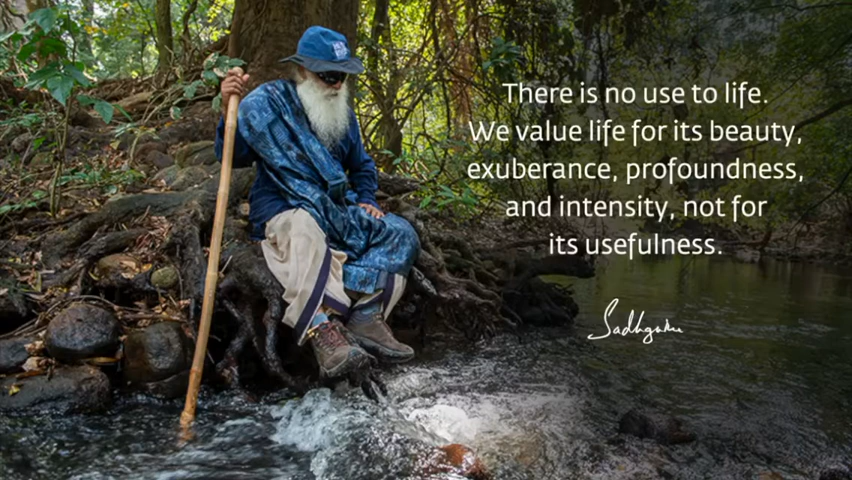 There is no use to life.
We value life for its beauty,
exuberance, profoundness,
and intensity, not for
its usefulness.
Sadhguru